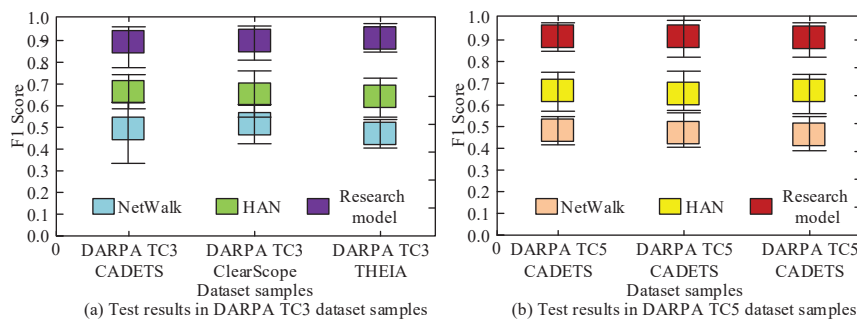 1.0
0.9
0.8
0.7
0.6
0.5
0.4
0.3
0.2
0.1
0.0
0
F1 Score
NetWalk
HAN
Research
model
DARPA TC3
CADETS
DARPA TC3
ClearScope
DARPA TC3
THEIA
Dataset samples
(a) Test results in DARPA TC3 dataset samples
1.0
0.9
0.8
0.7
0.6
0.5
0.4
0.3
0.2
0.1
0.0
0
F1 Score
NetWalk
HAN
Research
model
DARPA TC5
CADETS
DARPA TC5
CADETS
DARPA TC5
CADETS
Dataset samples
(b) Test results in DARPA TC5 dataset samples